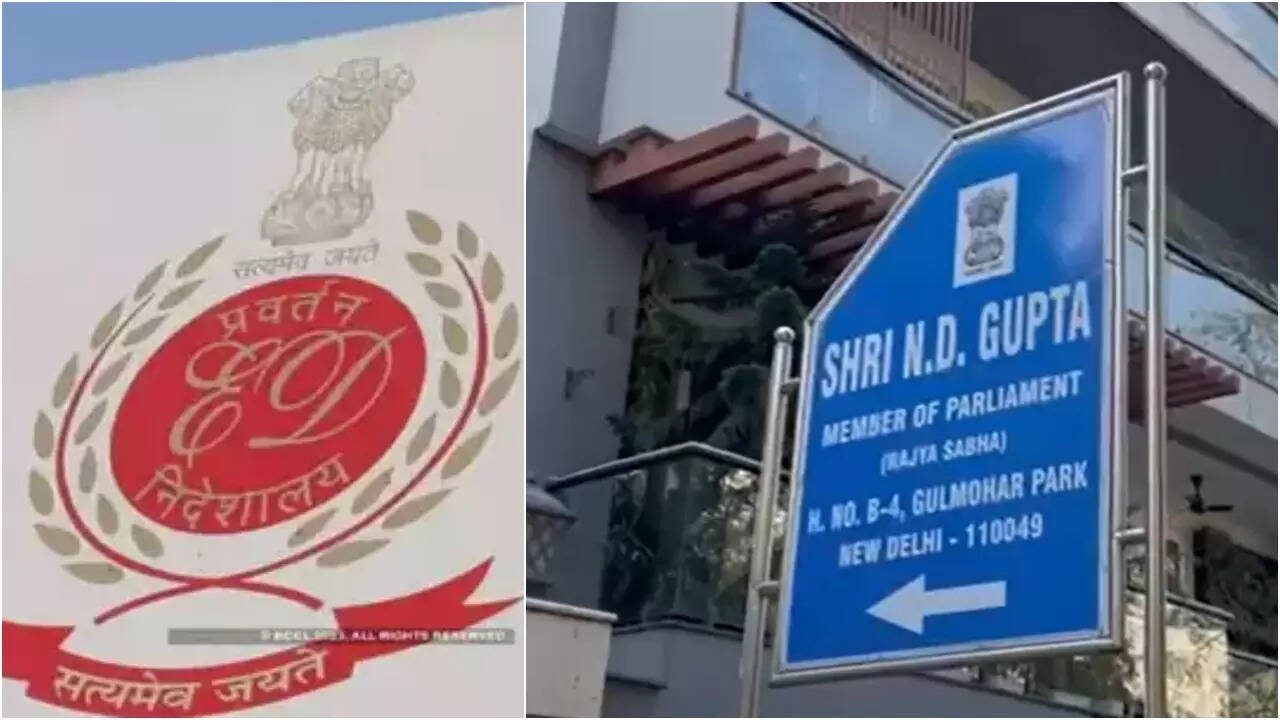 सत्यमेव जयते
प्रवर्तन
ED
निदेशालय
© BCCL 2023. ALL RIGHTS RESERVED
सत्यमेव जयते
SHRI N.D. GUPTA
MEMBER OF PARLIAMENT
(RAJYA SABHA)
H. NO. B-4, GULMOHAR PARK
NEW DELHI - 110049